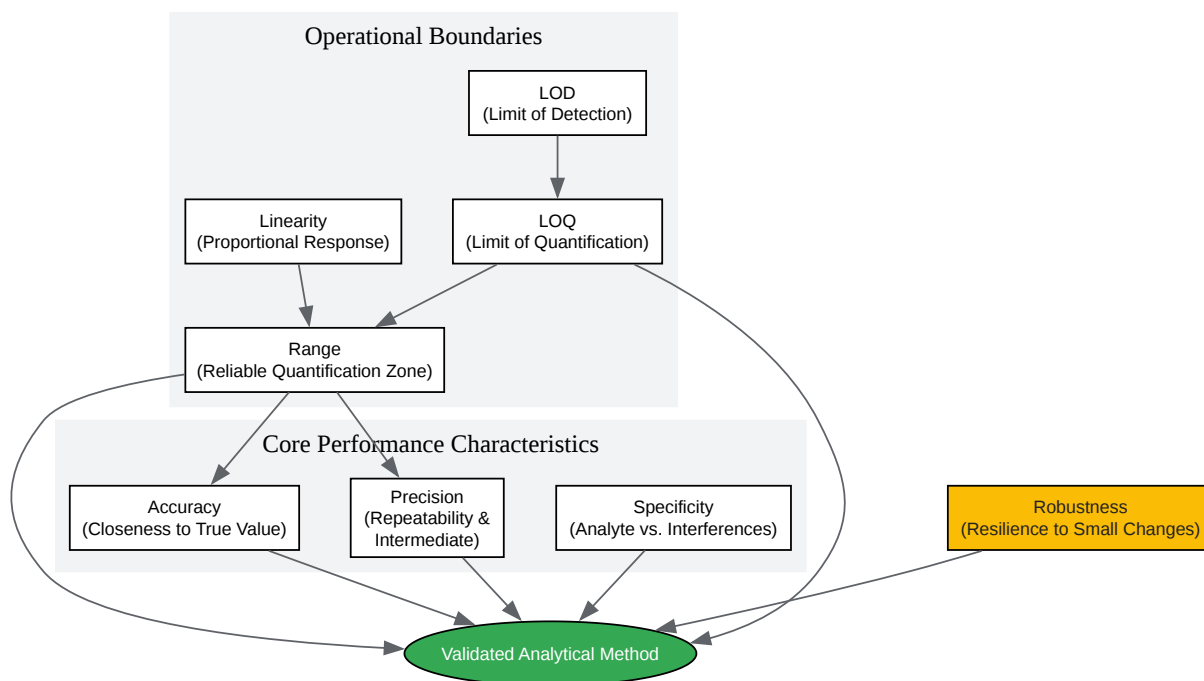 Operational Boundaries
LOD
(Limit of Detection)
Linearity
(Proportional Response)
LOQ
(Limit of Quantification)
Range
(Reliable Quantification Zone)
Core Performance Characteristics
Accuracy
(Closeness to True Value)
Precision
(Repeatability &
Intermediate)
Specificity
(Analyte vs. Interferences)
Robustness
(Resilience to Small Changes)
Validated Analytical Method